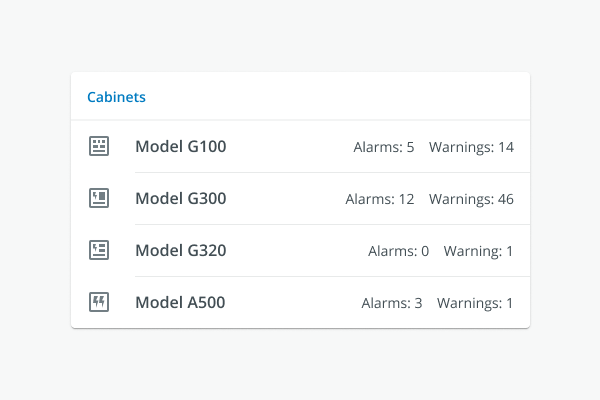 Cabinets
Model G100 Alarms: 5 Warnings: 14
Model G300 Alarms: 12 Warnings: 46
Model G320 Alarms: 0 Warning: 1
Model A500 Alarms: 3 Warnings: 1